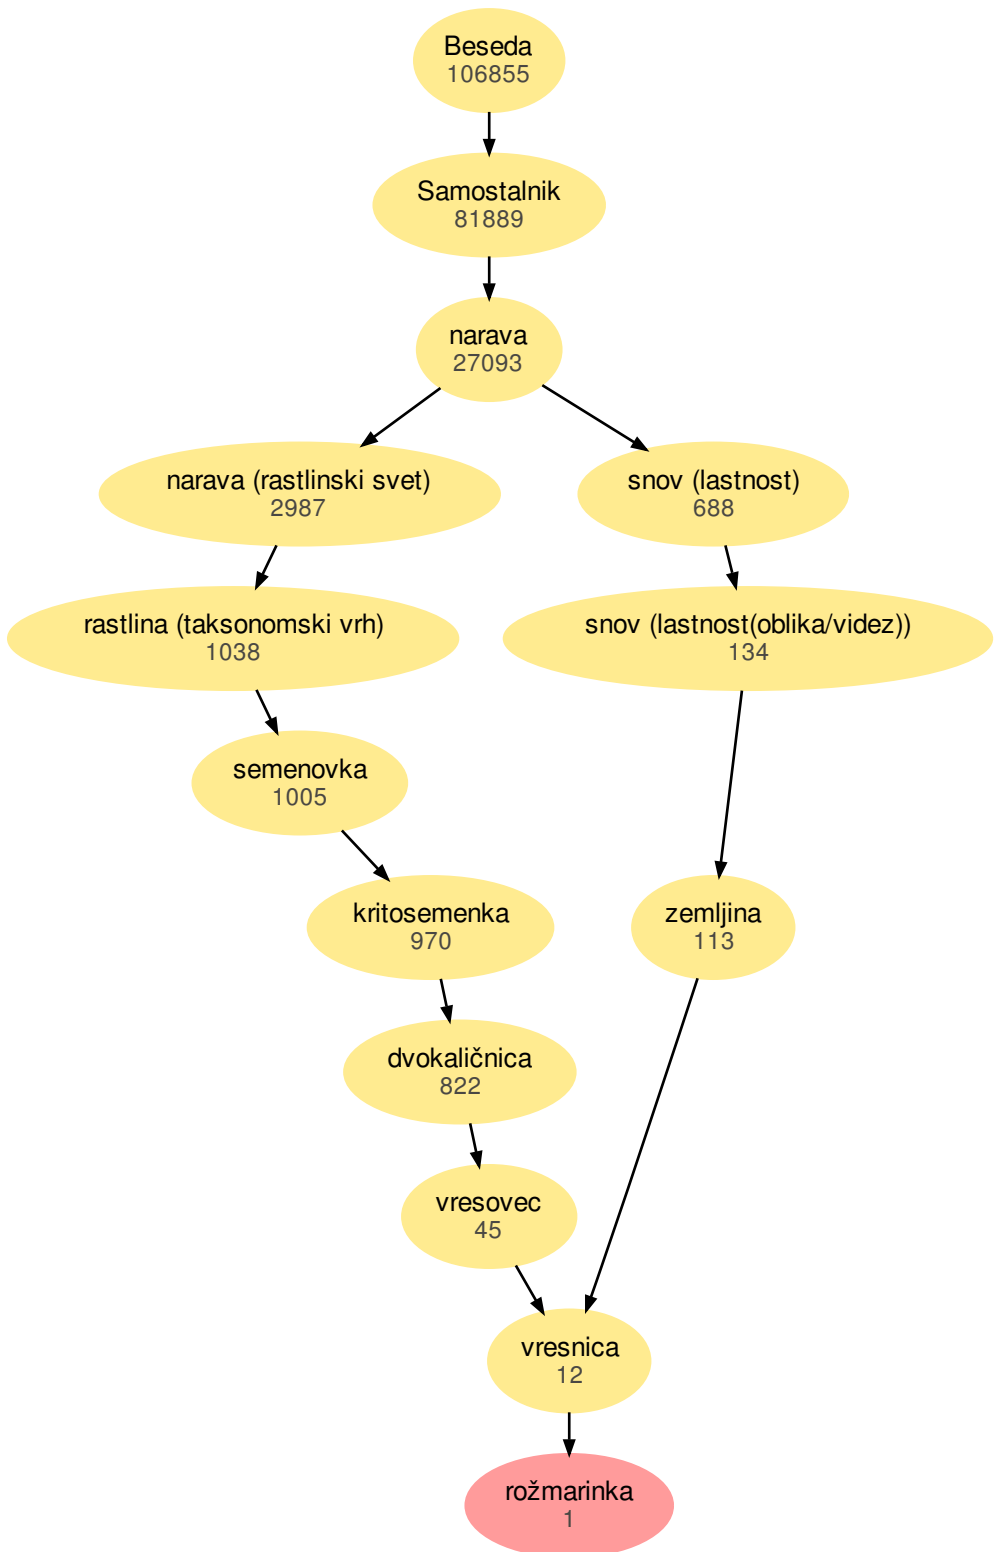 Beseda
106855
Samostalnik
81889
narava
27093
narava (rastlinski svet)
2987
snov (lastnost)
688
rastlina (taksonomski vrh)
1038
snov (lastnost(oblika/videz))
134
semenovka
1005
kritosemenka
970
zemljina
113
dvokaličnica
822
vresovec
45
vresnica
12
rožmarinka
1